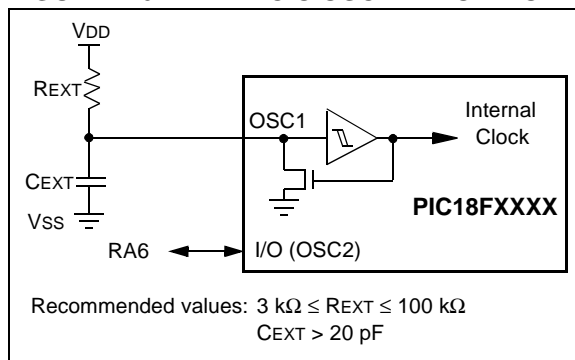 VDD
REXT
OSC1
Internal
Clock
CEXT
PIC18FXXXX
VSS
RA6
I/O (OSC2)
Recommended values: 3 kΩ ≤ REXT ≤ 100 kΩ
CEXT > 20 pF